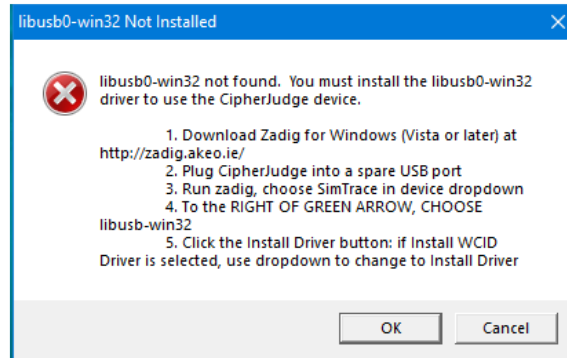 libusb0-win32 Not Installed
libusb0-win32 not found.  You must install the libusb0-win32
driver to use the CipherJudge device.
1. Download Zadig for Windows (Vista or later) at
http://zadig.akeo.ie/
2. Plug CipherJudge into a spare USB port
3. Run zadig, choose SimTrace in device dropdown
4. To the RIGHT OF GREEN ARROW, CHOOSE
libusb-win32
5. Click the Install Driver button: if Install WCID
Driver is selected, use dropdown to change to Install Driver
OK
Cancel